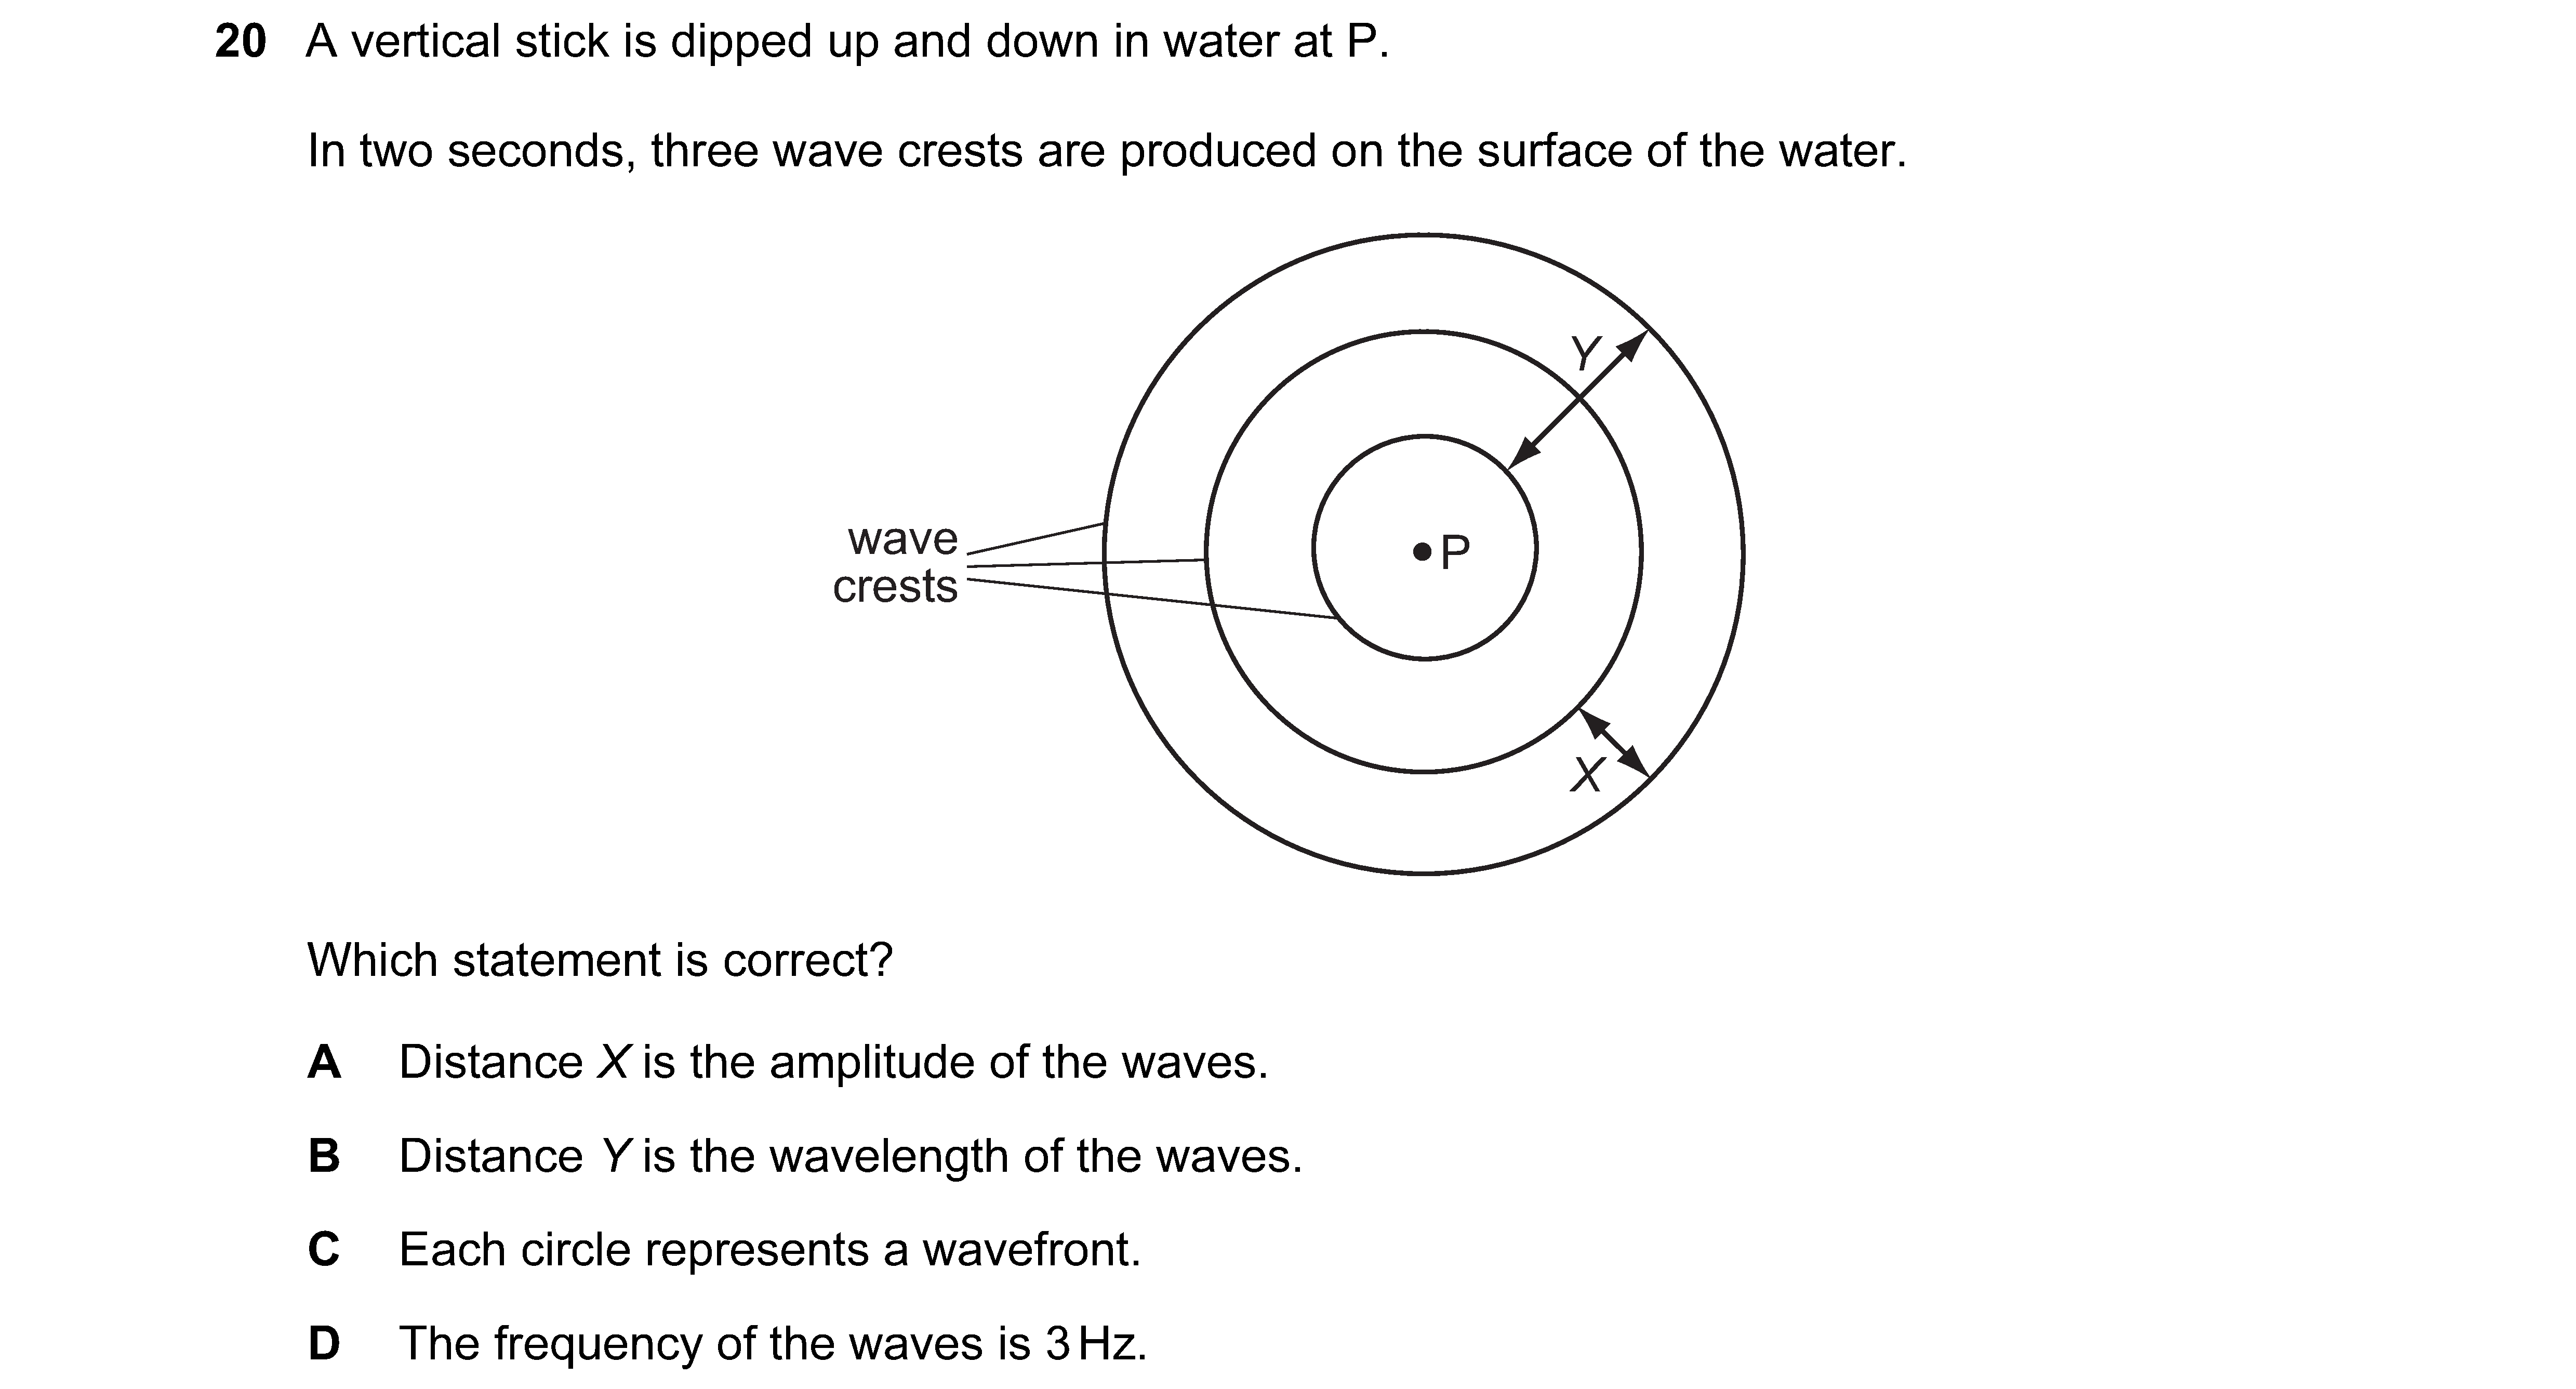 20 A vertical stick is dipped up and down in water at P.
In two seconds, three wave crests are produced on the surface of the water.
Y
wave
crests
P
X
Which statement is correct?
A Distance X is the amplitude of the waves.
B Distance Y is the wavelength of the waves.
C Each circle represents a wavefront.
D The frequency of the waves is 3 Hz.